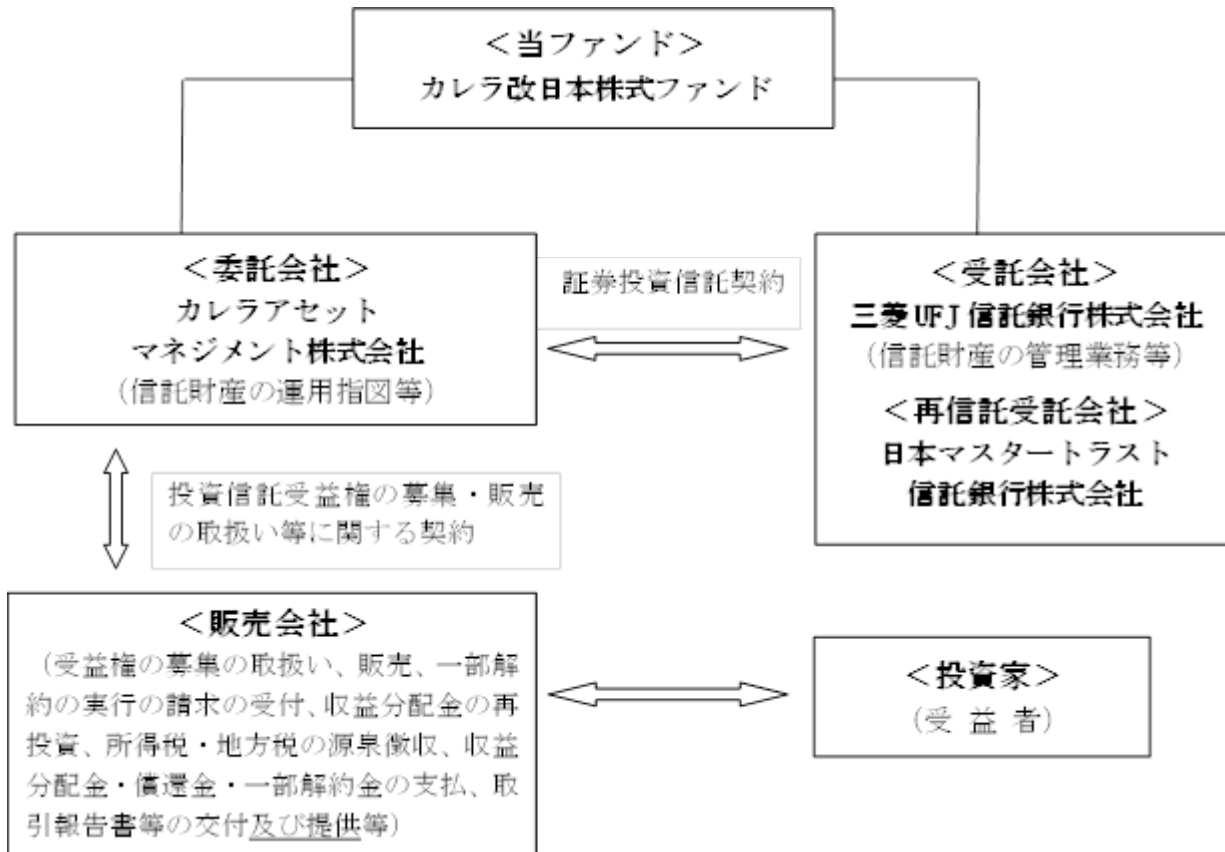 ＜当ファンド＞
カレラ改日本株式ファンド
＜委託会社＞
カレラアセット
マネジメント株式会社
（信託財産の運用指図等）
証券投資信託契約
＜受託会社＞
三菱UFJ信託銀行株式会社
（信託財産の管理業務等）
＜再信託受託会社＞
日本マスタートラスト
信託銀行株式会社
投資信託受益権の募集・販売
の取扱い等に関する契約
＜販売会社＞
（受益権の募集の取扱い、販売、一部解
約の実行の請求の受付、収益分配金の再
投資、所得税・地方税の源泉徴収、収益
分配金・償還金・一部解約金の支払、取
引報告書等の交付及び提供等）
＜投資家＞
（受 益 者）